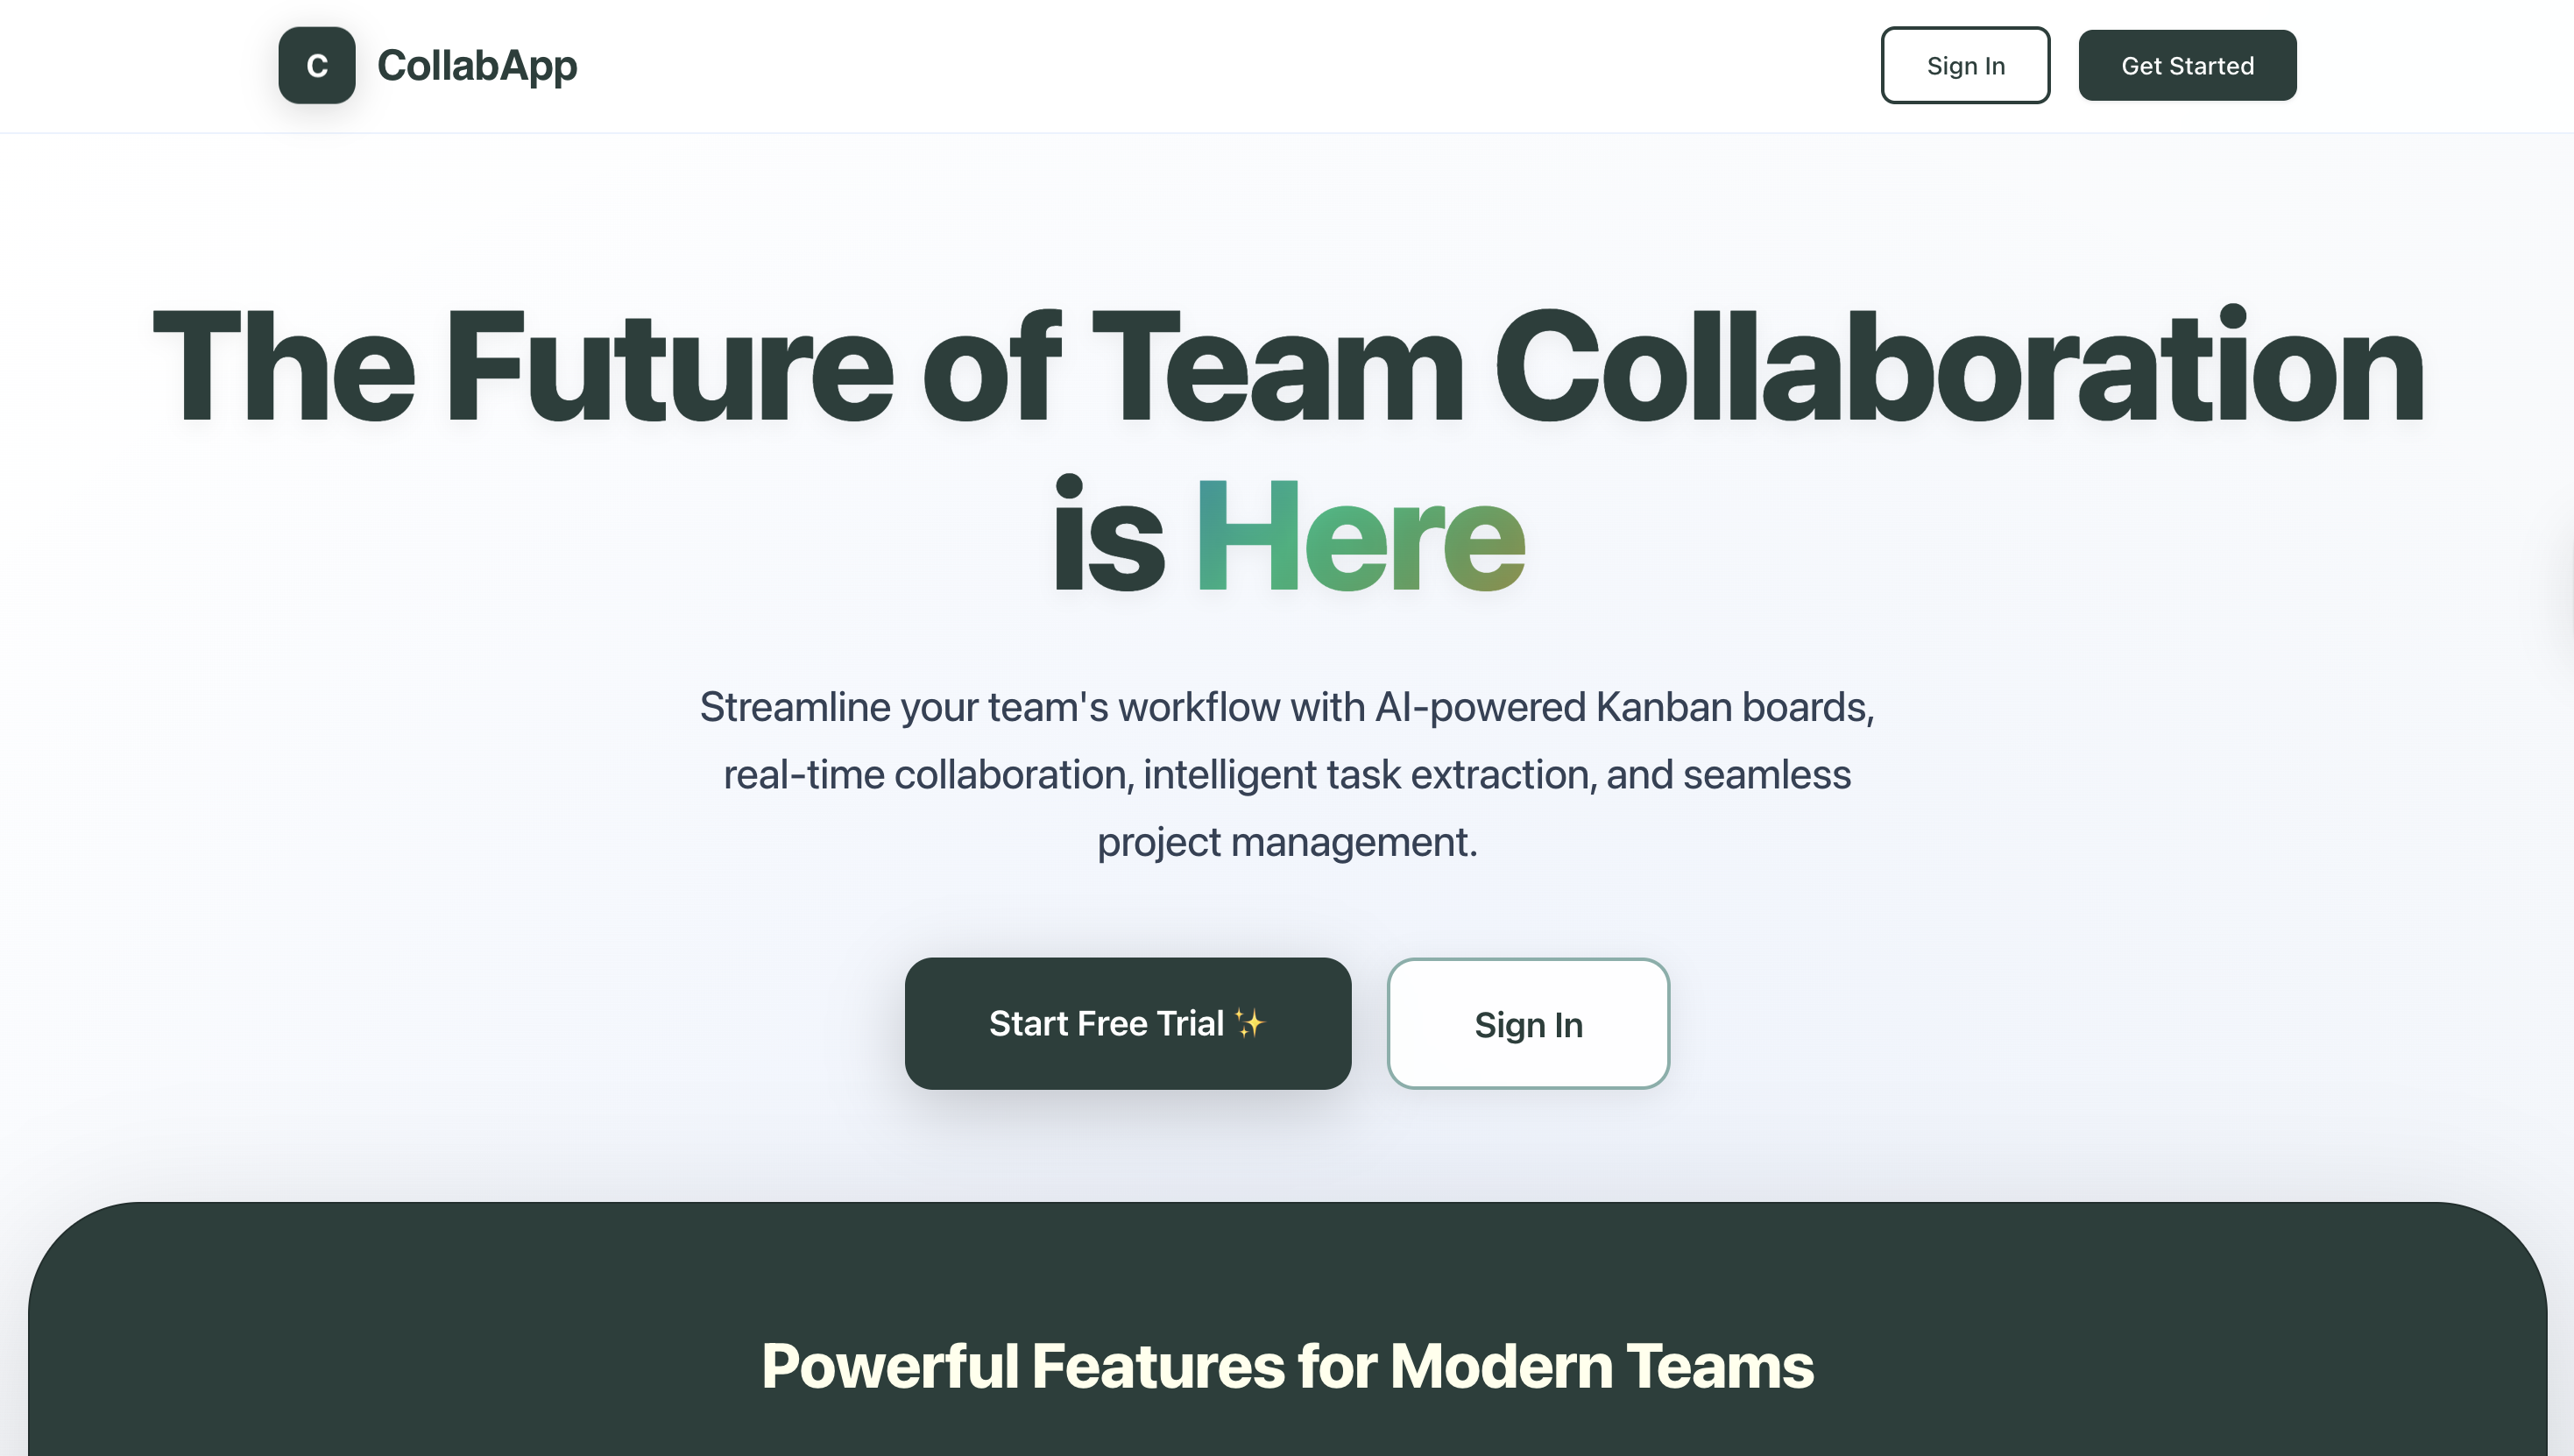 C CollabApp Sign In Get Started
The Future of Team Collaboration
is Here
Streamline your team's workflow with AI-powered Kanban boards,
real-time collaboration, intelligent task extraction, and seamless
project management.
Start Free Trial ✨ Sign In
Powerful Features for Modern Teams